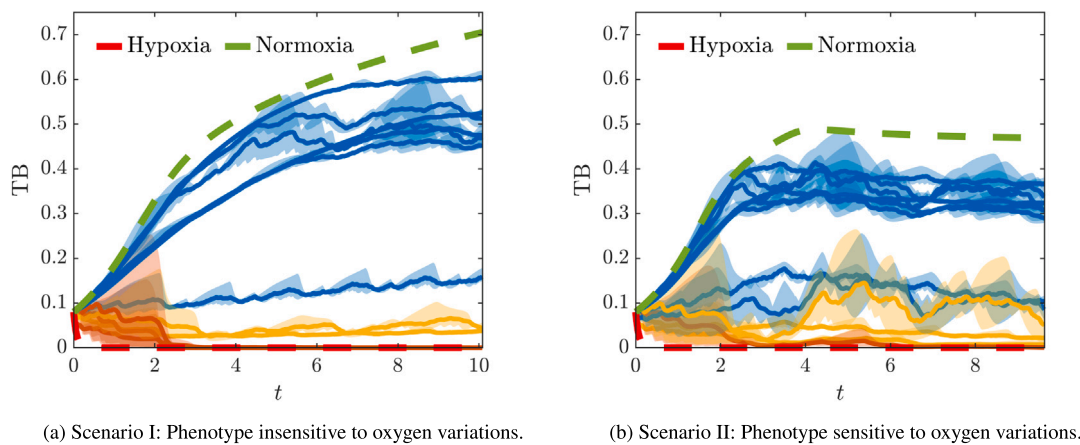 0.7
Hypoxia Normoxia
0.6
0.5
0.4
TB
0.3
0.2
0.1
0
0 2 4 6 8 10
t
(a) Scenario I: Phenotype insensitive to oxygen variations.
0.7
Hypoxia Normoxia
0.6
0.5
0.4
TB
0.3
0.2
0.1
0
0 2 4 6 8
t
(b) Scenario II: Phenotype sensitive to oxygen variations.